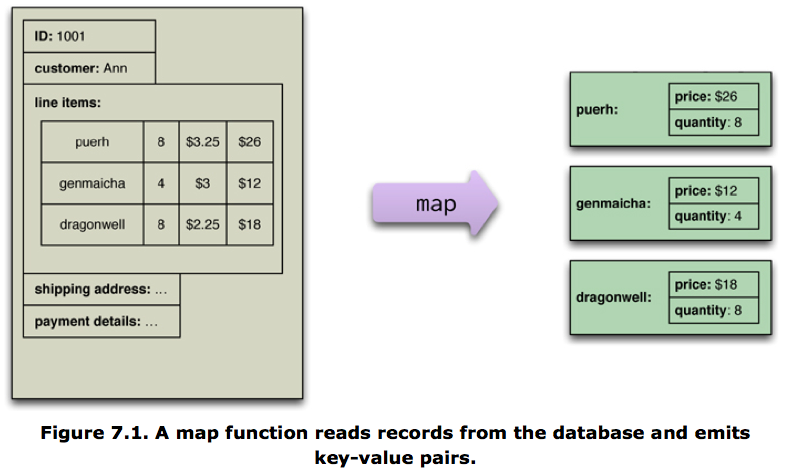 ID: 1001
customer: Ann
line items:
puerh 8 $3.25 $26
genmaicha 4 $3 $12
dragonwell 8 $2.25 $18
shipping address: ...
payment details: ...
map
puerh:
price: $26
quantity: 8
genmaicha:
price: $12
quantity: 4
dragonwell:
price: $18
quantity: 8
Figure 7.1. A map function reads records from the database and emits
key-value pairs.